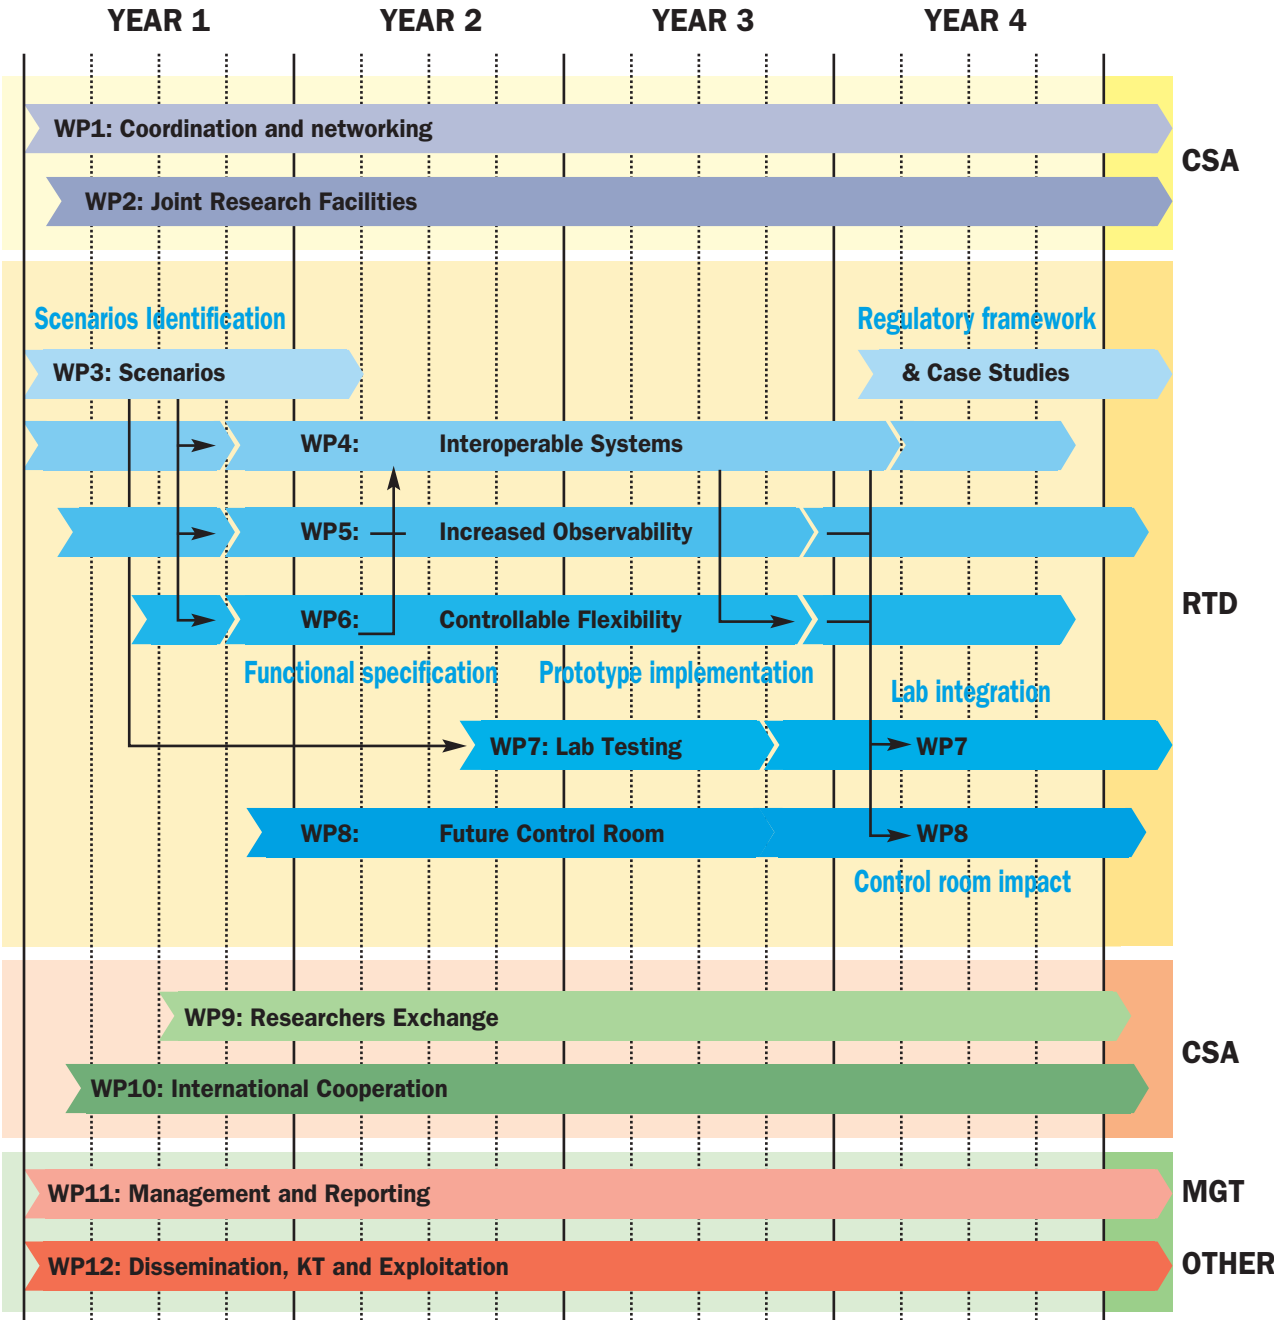 YEAR 1 YEAR 2 YEAR 3 YEAR 4
WP1: Coordination and networking
CSA
WP2: Joint Research Facilities
Scenarios Identification
Regulatory framework
WP3: Scenarios
& Case Studies
WP4: Interoperable Systems
WP5: Increased Observability
RTD
WP6: Controllable Flexibility
Functional specification
Prototype implementation
Lab integration
WP7: Lab Testing
WP7
WP8: Future Control Room
WP8
Control room impact
WP9: Researchers Exchange
CSA
WP10: International Cooperation
WP11: Management and Reporting
MGT
WP12: Dissemination, KT and Exploitation
OTHER